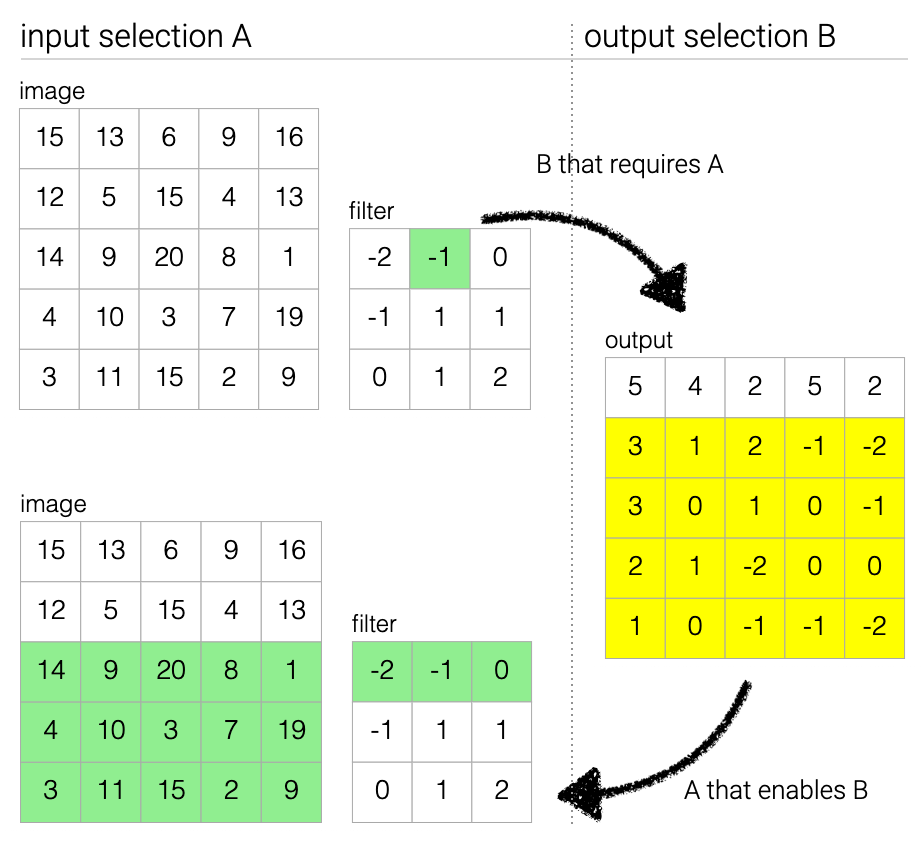 input selection A
output selection B
image
15 13 6 9 16
12 5 15 4 13
14 9 20 8 1
4 10 3 7 19
3 11 15 2 9
filter
-2 -1 0
-1 1 1
0 1 2
B that requires A
output
5 4 2 5 2
3 1 2 -1 -2
3 0 1 0 -1
2 1 -2 0 0
1 0 -1 -1 -2
image
15 13 6 9 16
12 5 15 4 13
14 9 20 8 1
4 10 3 7 19
3 11 15 2 9
filter
-2 -1 0
-1 1 1
0 1 2
A that enables B